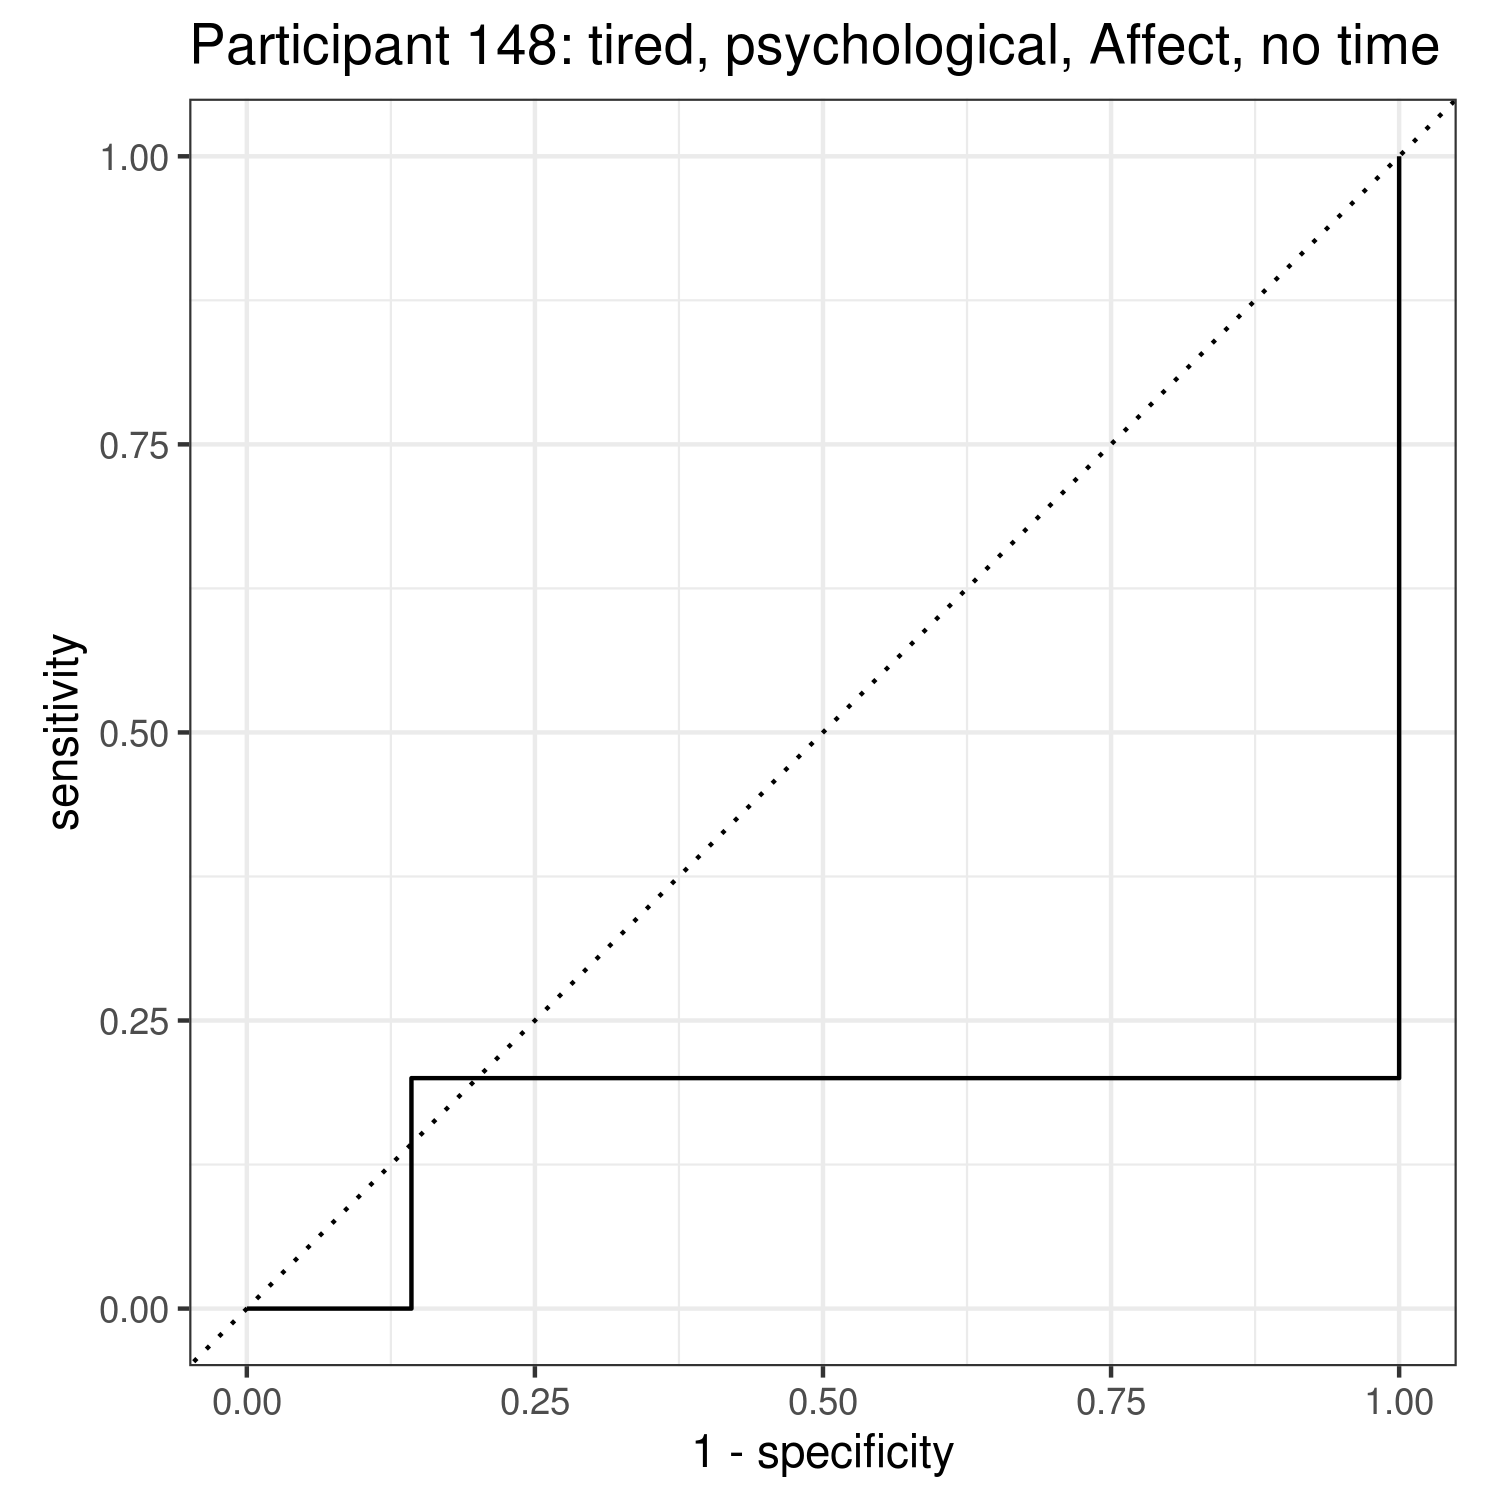 Participant 148: tired, psychological, Affect, no time
1.00
0.75
0.50
0.25
0.00
sensitivity
0.00 0.25 0.50 0.75 1.00
1 - specificity